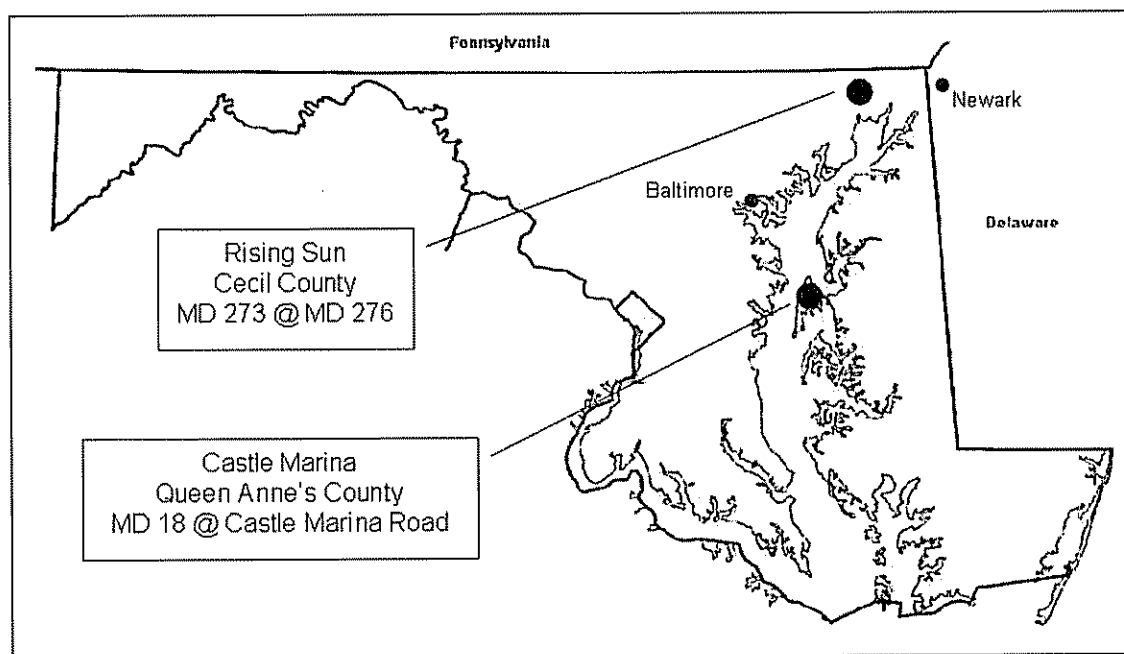 Pennsylvania
Newark
Baltimore
Delaware
Rising Sun
Cecil County
MD 273 @ MD 276
Castle Marina
Queen Anne's County
MD 18 @ Castle Marina Road